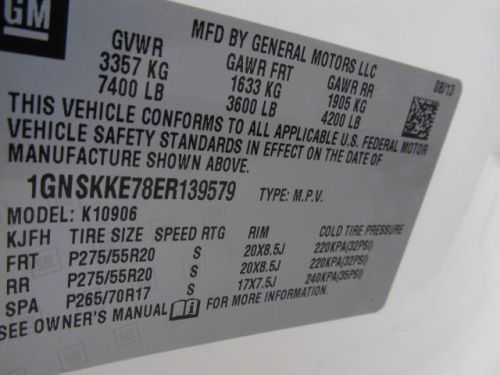 GM
MFD BY GENERAL MOTORS LLC
08/13
GVWR GAWR FRT GAWR RR
3357 KG 1633 KG 1905 KG
7400 LB 3600 LB 4200 LB
THIS VEHICLE CONFORMS TO ALL APPLICABLE U.S. FEDERAL MOTOR
VEHICLE SAFETY STANDARDS IN EFFECT ON THE DATE OF
MANUFACTURE SHOWN ABOVE.
1GNSKKE78ER139579 TYPE: M.P.V.
MODEL: K10906
KJFH TIRE SIZE SPEED RTG RIM COLD TIRE PRESSURE
FRT P275/55R20 S 20X8.5J 220KPA(32PSI)
RR P275/55R20 S 20X8.5J 220KPA(32PSI)
SPA P265/70R17 S 17X7.5J 240KPA(35PSI)
SEE OWNER'S MANUAL FOR MORE INFORMATION.